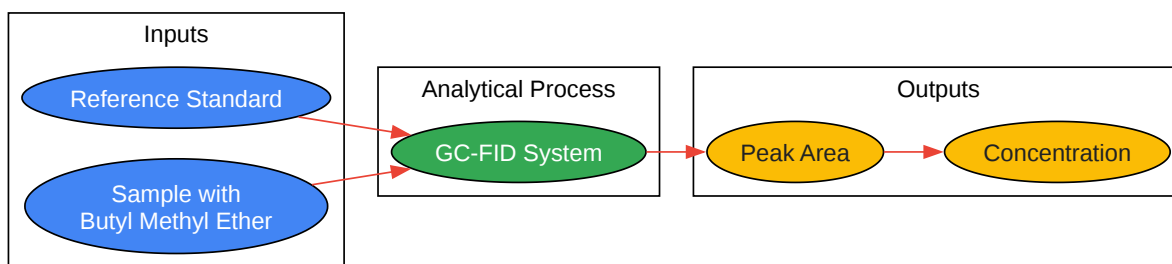 Inputs
Reference Standard
Sample with
Butyl Methyl Ether
Analytical Process
GC-FID System
Outputs
Peak Area
Concentration